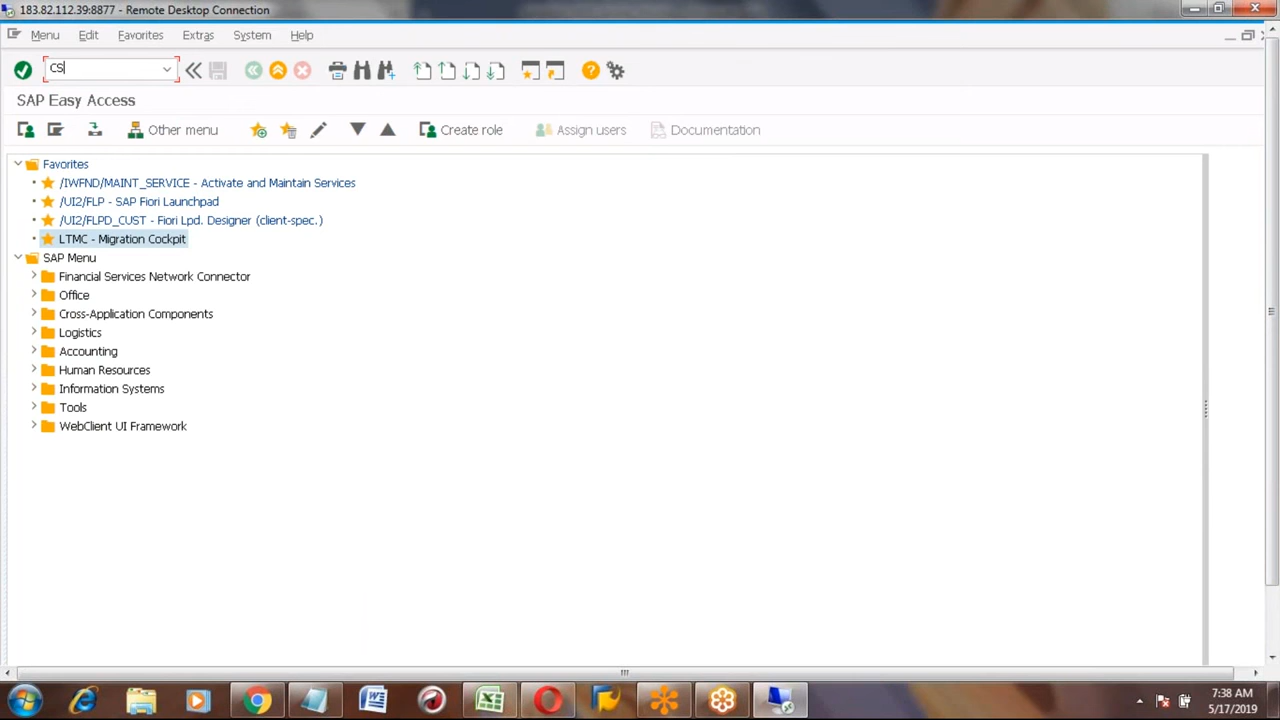 183.82.112.39:8877 - Remote Desktop Connection
Menu Edit Favorites Extras System Help
CS
SAP Easy Access
Other menu Create role Assign users Documentation
Favorites
/IWFND/MAINT_SERVICE - Activate and Maintain Services
/UI2/FLP - SAP Fiori Launchpad
/UI2/FLPD_CUST - Fiori Lpd. Designer (client-spec.)
LTMC - Migration Cockpit
SAP Menu
Financial Services Network Connector
Office
Cross-Application Components
Logistics
Accounting
Human Resources
Information Systems
Tools
WebClient UI Framework
7:38 AM
5/17/2019